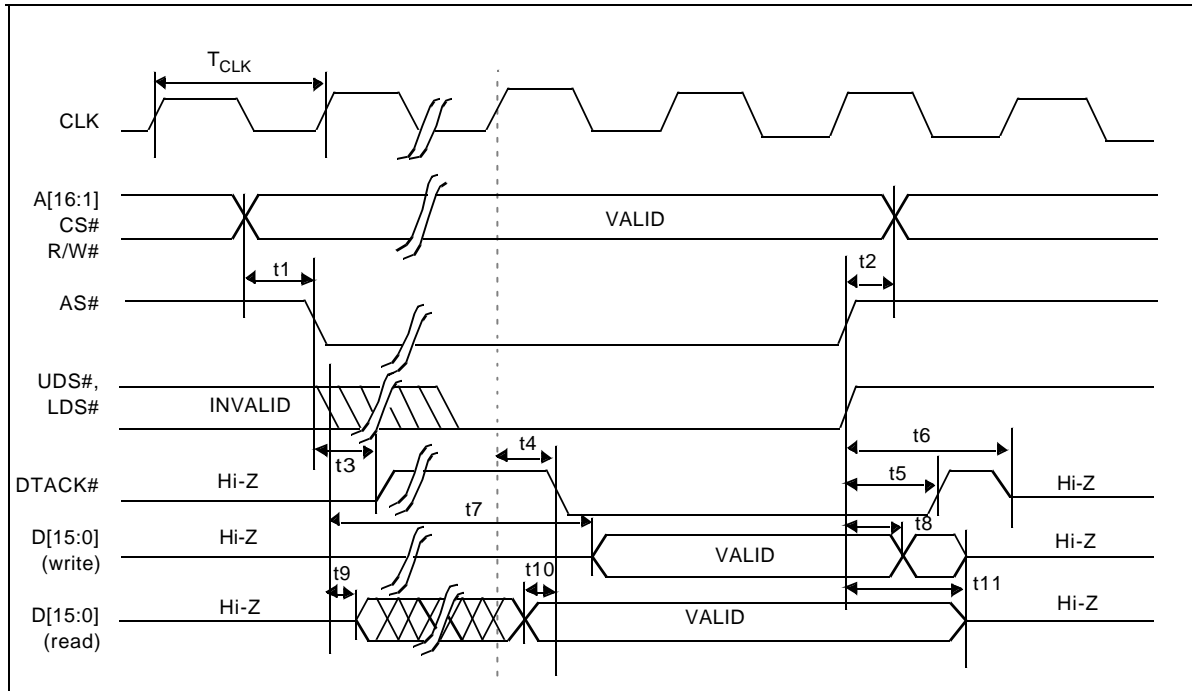 TCLK
CLK
A[16:1]
CS#
R/W#
VALID
t1
t2
AS#
UDS#,
LDS#
INVALID
t3
t4
t6
t5
DTACK#
Hi-Z
Hi-Z
t7
t8
D[15:0]
(write)
Hi-Z
VALID
Hi-Z
t9
t10
t11
D[15:0]
(read)
Hi-Z
VALID
Hi-Z